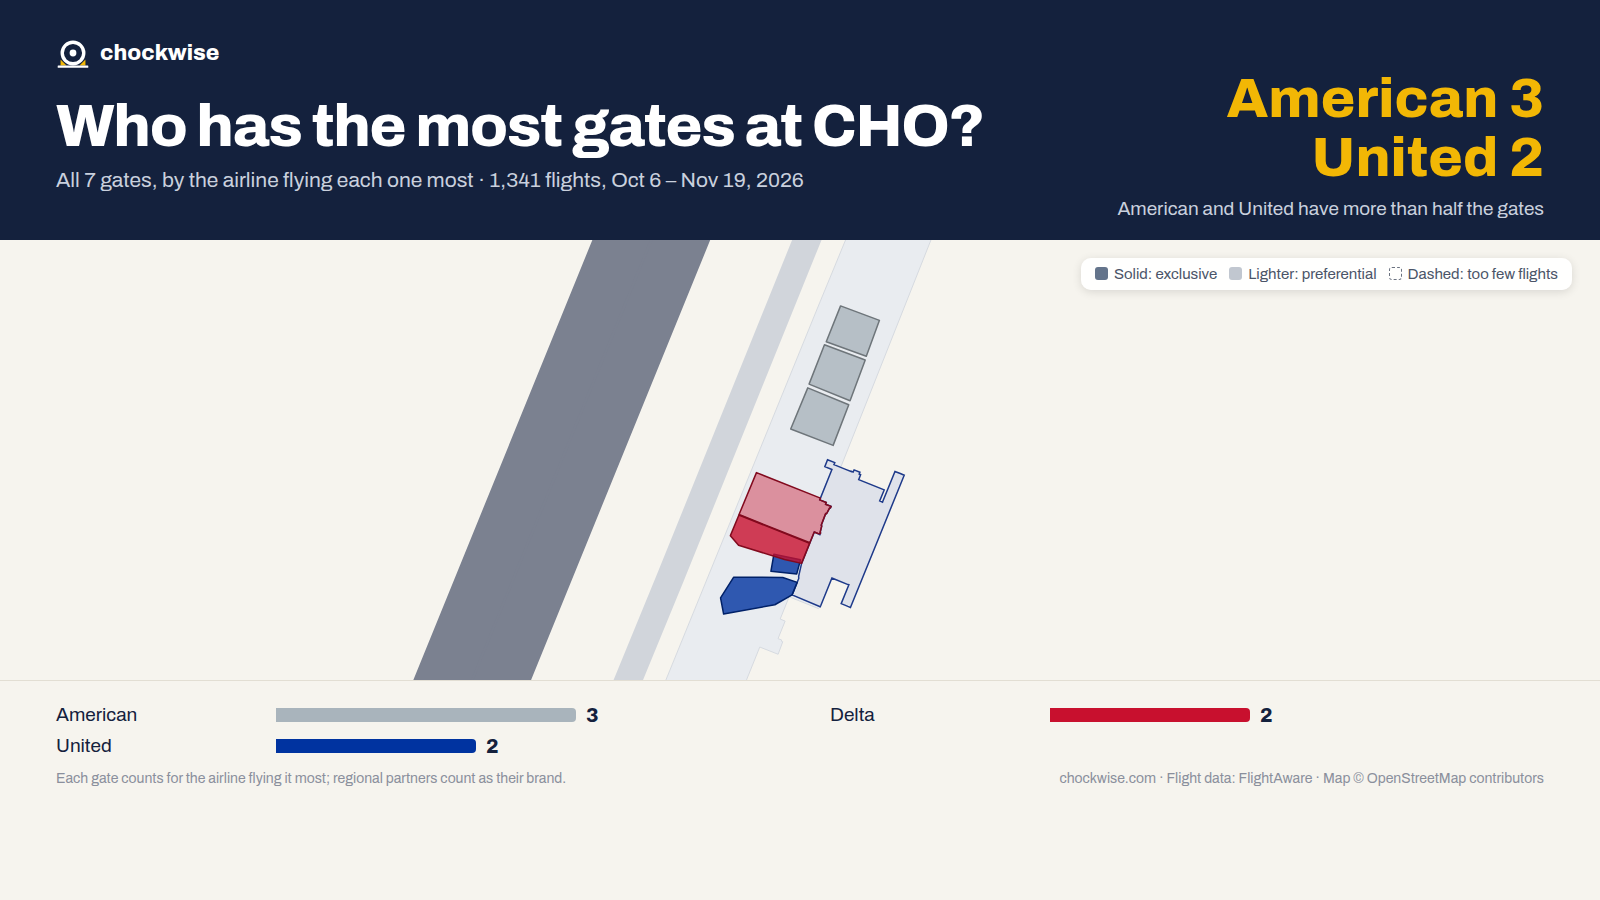 chockwise
Who has the most gates at CHO?
All 7 gates, by the airline flying each one most · 1,341 flights, Oct 6 – Nov 19, 2026
American 3
United 2
American and United have more than half the gates
Solid: exclusive Lighter: preferential Dashed: too few flights
American 3
Delta 2
United 2
Each gate counts for the airline flying it most; regional partners count as their brand.
chockwise.com · Flight data: FlightAware · Map © OpenStreetMap contributors